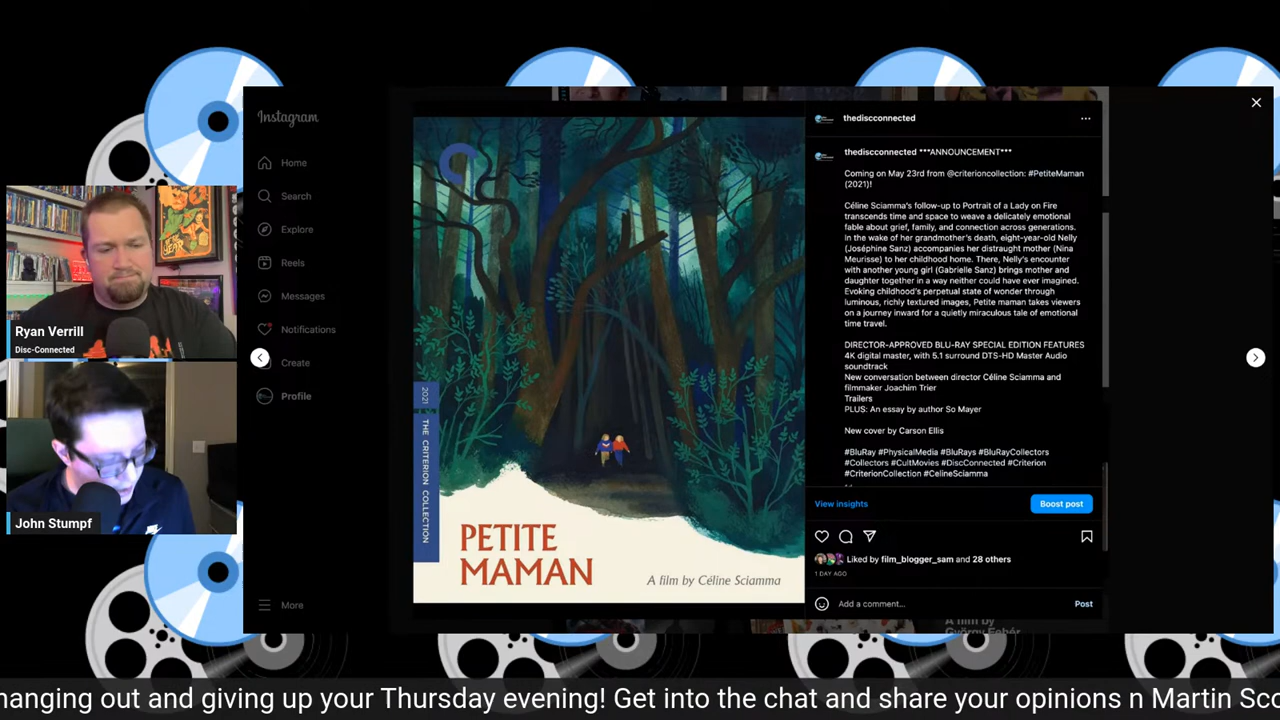 Instagram
Home
Search
Explore
Reels
Messages
Notifications
Create
Profile
More
Ryan Verrill
Disc-Connected
John Stumpf
2021
THE CRITERION COLLECTION
PETITE
MAMAN
A film by Céline Sciamma
thediscconnected
thediscconnected ***ANNOUNCEMENT***
Coming on May 23rd from @criterioncollection: #PetiteMaman
(2021)!
Céline Sciamma's follow-up to Portrait of a Lady on Fire
transcends time and space to weave a delicately emotional
fable about grief, family, and connection across generations.
In the wake of her grandmother's death, eight-year-old Nelly
(Joséphine Sanz) accompanies her distraught mother (Nina
Meurisse) to her childhood home. There, Nelly's encounter
with another young girl (Gabrielle Sanz) brings mother and
daughter together in a way neither could have ever imagined.
Evoking childhood's perpetual state of wonder through
luminous, richly textured images, Petite maman takes viewers
on a journey inward for a quietly miraculous tale of emotional
time travel.
DIRECTOR-APPROVED BLU-RAY SPECIAL EDITION FEATURES
4K digital master, with 5.1 surround DTS-HD Master Audio
soundtrack
New conversation between director Céline Sciamma and
filmmaker Joachim Trier
Trailers
PLUS: An essay by author So Mayer
New cover by Carson Ellis
#BluRay #PhysicalMedia #BluRays #BluRayCollectors
#Collectors #CultMovies #DiscConnected #Criterion
#CriterionCollection #CelineSciamma
View insights
Boost post
Liked by film_blogger_sam and 28 others
1 DAY AGO
Add a comment...
Post
A film by
György Fehér
hanging out and giving up your Thursday evening! Get into the chat and share your opinions n Martin Sco